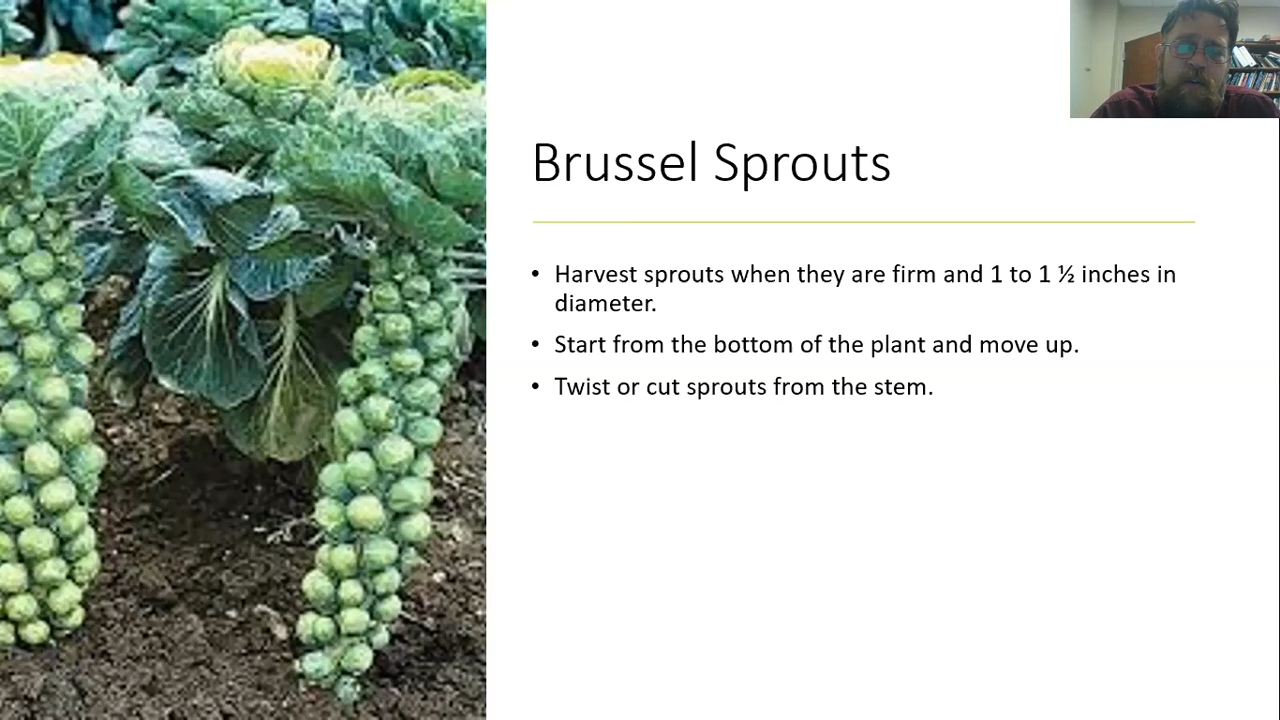 Brussel Sprouts
• Harvest sprouts when they are firm and 1 to 1 ½ inches in
diameter.
• Start from the bottom of the plant and move up.
• Twist or cut sprouts from the stem.